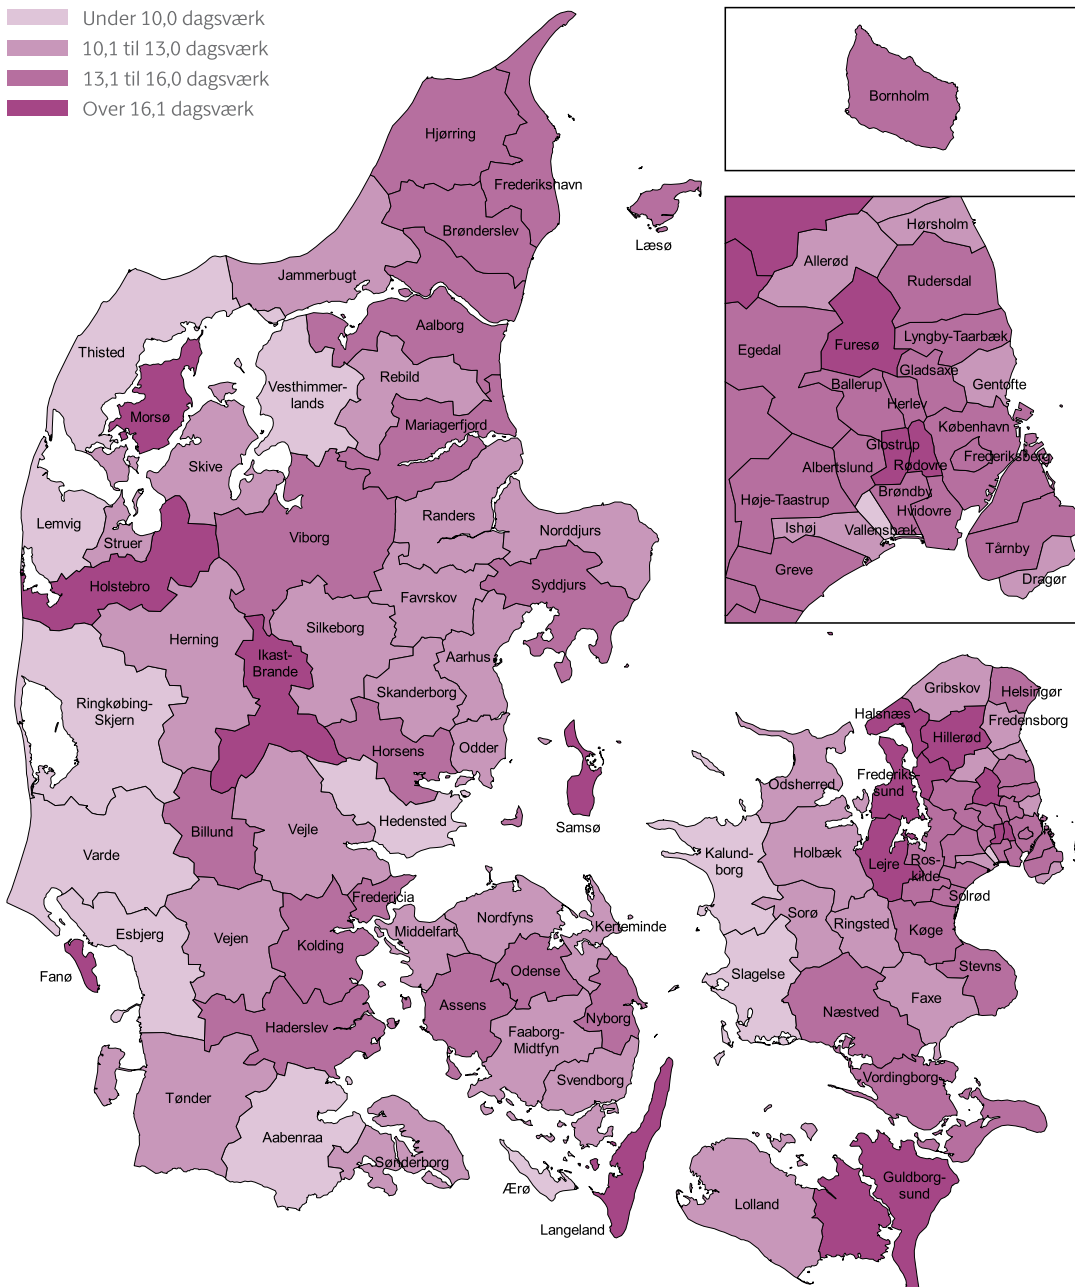 Under 10,0 dagsværk
10,1 til 13,0 dagsværk
13,1 til 16,0 dagsværk
Over 16,1 dagsværk
Hjørring
Frederikshavn
Brønderslev
Læsø
Jammerbugt
Aalborg
Thisted
Rebild
Vesthimmer-
lands
Morsø
Mariagerfjord
Skive
Lemvig
Randers
Norddjurs
Struer
Viborg
Holstebro
Syddjurs
Favrskov
Silkeborg
Herning
Aarhus
Ikast-
Brande
Skanderborg
Ringkøbing-
Skjern
Horsens
Odder
Hedensted
Samsø
Billund
Vejle
Varde
Fredericia
Esbjerg
Vejen
Kolding
Fanø
Haderslev
Tønder
Aabenraa
Sønderborg
Middelfart
Nordfyns
Kerteminde
Odense
Assens
Nyborg
Faaborg-
Midtfyn
Svendborg
Ærø
Langeland
Bornholm
Hørsholm
Allerød
Rudersdal
Egedal
Furesø
Lyngby-Taarbæk
Gladsaxe
Gentofte
Ballerup
Herlev
København
Glostrup
Frederiksberg
Albertslund
Rødovre
Høje-Taastrup
Brøndby
Hvidovre
Ishøj
Vallensbæk
Greve
Tårnby
Dragør
Gribskov
Helsingør
Halsnæs
Fredensborg
Hillerød
Frederiks-
sund
Odsherred
Kalund-
borg
Holbæk
Lejre
Ros-
kilde
Solrød
Sorø
Ringsted
Køge
Slagelse
Stevns
Faxe
Næstved
Vordingborg
Guldborg-
sund
Lolland